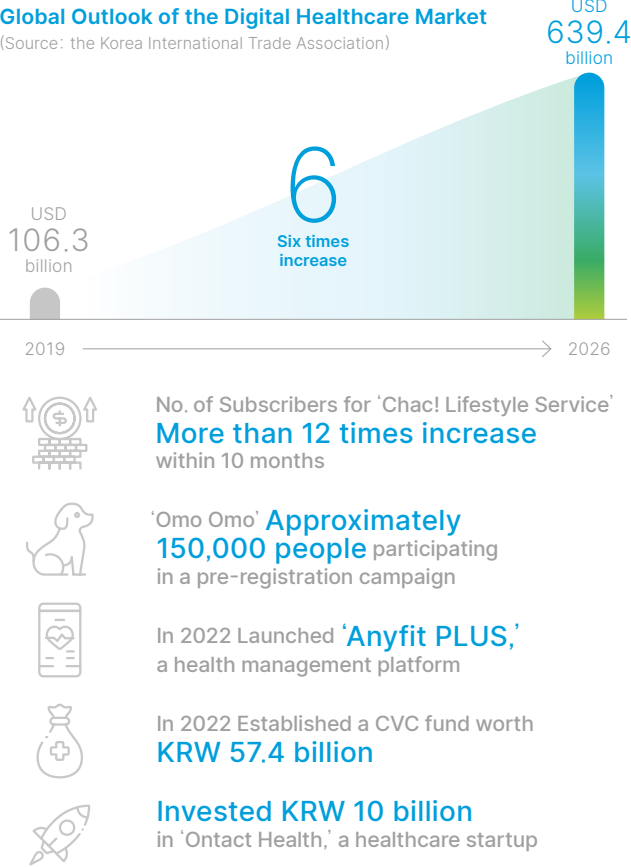 Global Outlook of the Digital Healthcare Market
(Source: the Korea International Trade Association)
USD
639.4
billion
6
Six times
increase
USD
106.3
billion
2019
2026
No. of Subscribers for ‘Chac! Lifestyle Service’
More than 12 times increase
within 10 months
‘Omo Omo’ Approximately
150,000 people participating
in a pre-registration campaign
In 2022 Launched ‘Anyfit PLUS,’
a health management platform
In 2022 Established a CVC fund worth
KRW 57.4 billion
Invested KRW 10 billion
in ‘Ontact Health,’ a healthcare startup